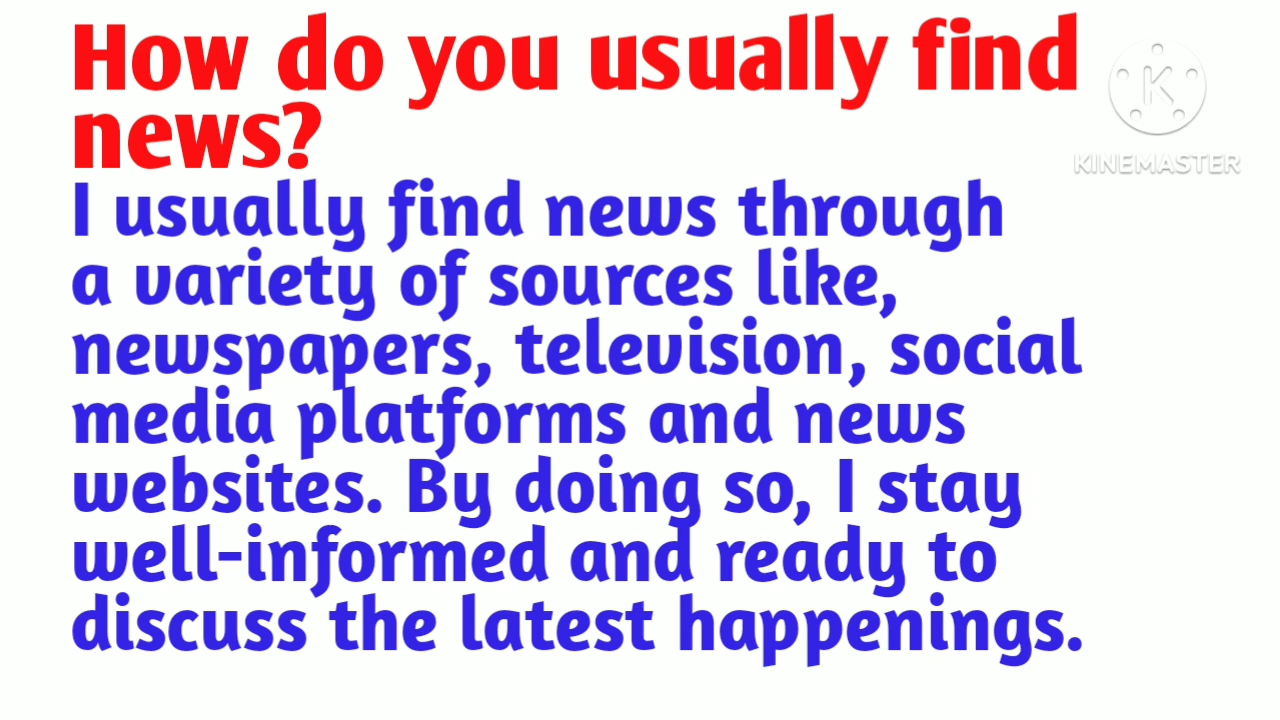 How do you usually find
news?
I usually find news through
a variety of sources like,
newspapers, television, social
media platforms and news
websites. By doing so, I stay
well-informed and ready to
discuss the latest happenings.
K
KINEMASTER